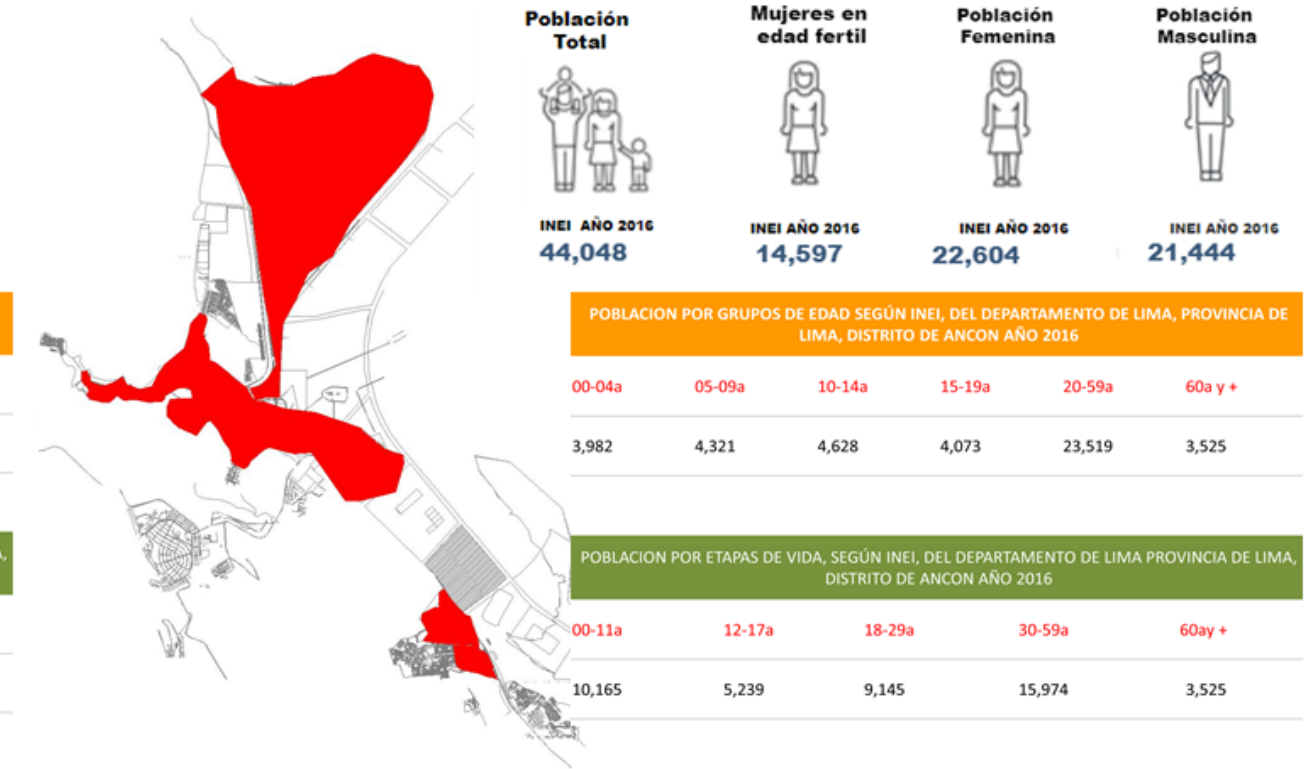 Población
Total
Mujeres en
edad fertil
Población
Femenina
Población
Masculina
INEI AÑO 2016
44,048
INEI AÑO 2016
14,597
INEI AÑO 2016
22,604
INEI AÑO 2016
21,444
POBLACION POR GRUPOS DE EDAD SEGÚN INEI, DEL DEPARTAMENTO DE LIMA, PROVINCIA DE
LIMA, DISTRITO DE ANCON AÑO 2016
00-04a 05-09a 10-14a 15-19a 20-59a 60a y +
3,982 4,321 4,628 4,073 23,519 3,525
POBLACION POR ETAPAS DE VIDA, SEGÚN INEI, DEL DEPARTAMENTO DE LIMA PROVINCIA DE LIMA,
DISTRITO DE ANCON AÑO 2016
00-11a 12-17a 18-29a 30-59a 60ay +
10,165 5,239 9,145 15,974 3,525